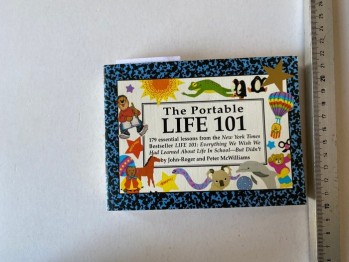 The Portable
LIFE 101
179 essential lessons from the New York Times
Bestseller LIFE 101: Everything We Wish We
Had Learned About Life In School—But Didn't
by John-Roger and Peter McWilliams